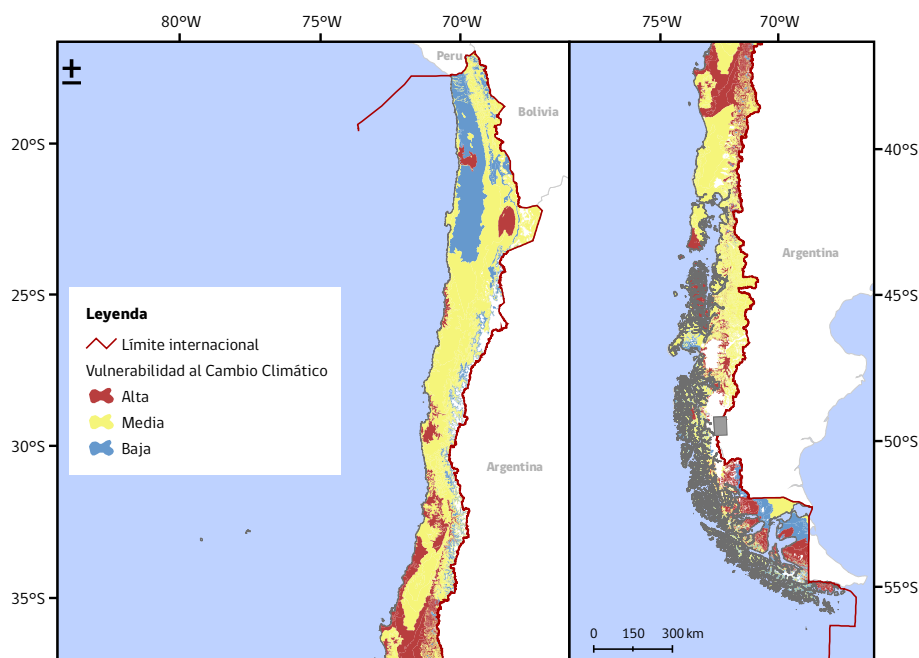 80°W
75°W
70°W
75°W
70°W
Peru
Bolivia
20°S
40°S
Argentina
25°S
45°S
Leyenda
Límite internacional
Vulnerabilidad al Cambio Climático
Alta
Media
Baja
30°S
50°S
Argentina
35°S
55°S
0 150 300 km